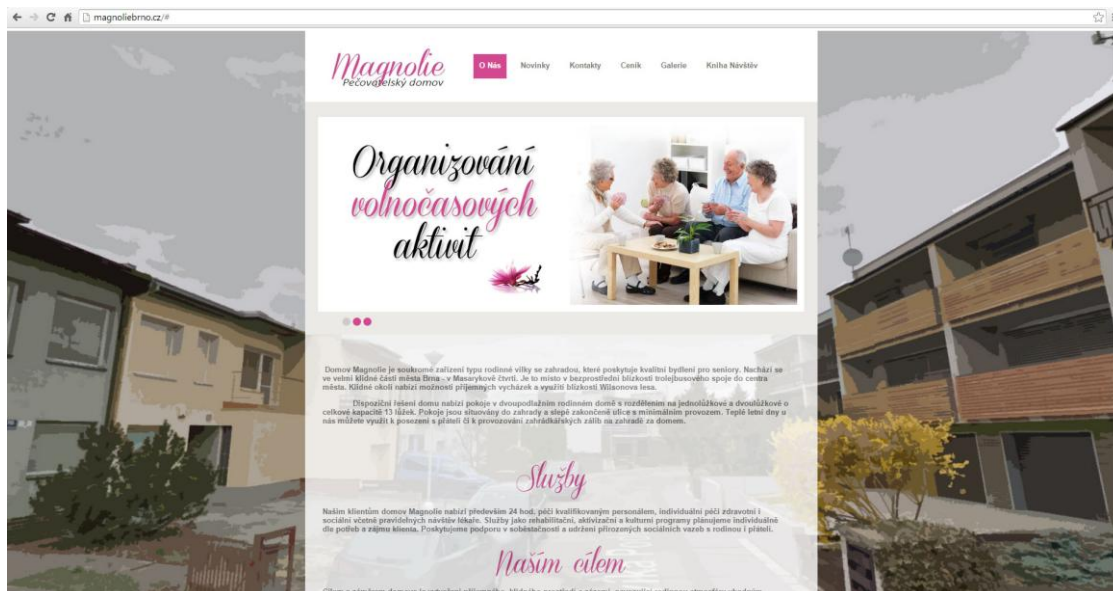 magnoliebrno.cz/#
Magnolie
Pečovatelský domov
O Nás Novinky Kontakty Ceník Galerie Kniha Návštěv
Organizování
volnočasových
aktivit
Domov Magnolie je soukromé zařízení typu rodinné vilky se zahradou, které poskytuje kvalitní bydlení pro seniory. Nachází se
ve velmi klidné části města Brna - v Masarykově čtvrti. Je to místo v bezprostřední blízkosti trolejbusového spoje do centra
města. Klidné okolí nabízí možnosti příjemných vycházek a využití blízkosti Wilsonova lesa.
Dispoziční řešení domu nabízí pokoje v dvoupodlažním rodinném domě s rozdělením na jednolůžkové a dvoulůžkové o
celkové kapacitě 13 lůžek. Pokoje jsou situovány do zahrady a slepě zakončené ulice s minimálním provozem. Teplé letní dny u
nás můžete využít k posezení s přáteli či k provozování zahrádkářských zálib na zahradě za domem.
Služby
Našim klientům domov Magnolie nabízí především 24 hod. péči kvalifikovaným personálem, individuální péči zdravotní i
sociální včetně pravidelných návštěv lékaře. Služby jako rehabilitační, aktivizační a kulturní programy plánujeme individuálně
dle potřeb a zájmu klienta. Poskytujeme podporu v soběstačnosti a udržení přirozených sociálních vazeb s rodinou i přáteli.
Naším cílem